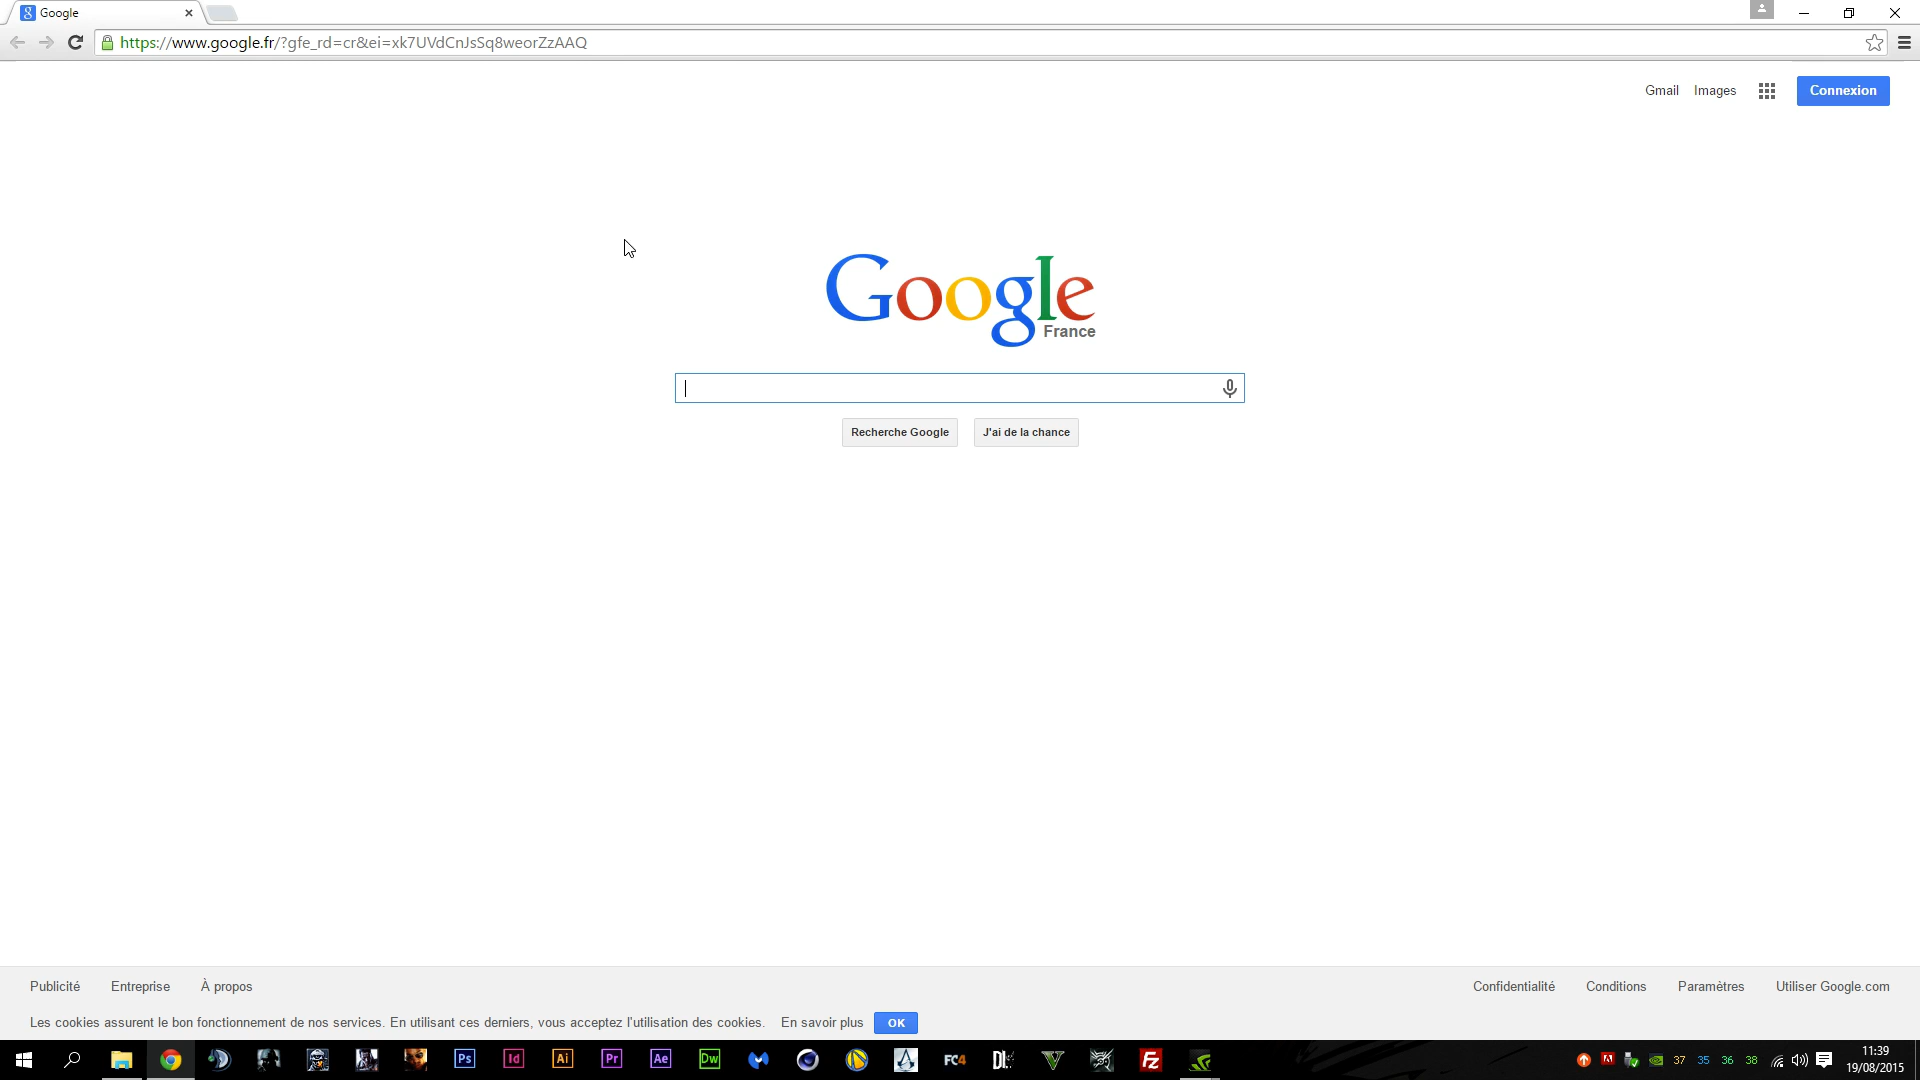 Google
https://www.google.fr/?gfe_rd=cr&ei=xk7UVdCnJsSq8weorZzAAQ
Gmail Images Connexion
Google
France
Recherche Google J'ai de la chance
Publicité Entreprise À propos Confidentialité Conditions Paramètres Utiliser Google.com
Les cookies assurent le bon fonctionnement de nos services. En utilisant ces derniers, vous acceptez l'utilisation des cookies. En savoir plus OK
Ps Id Ai Pr Ae Dw FC4 Fz 37 35 36 38 11:39
19/08/2015